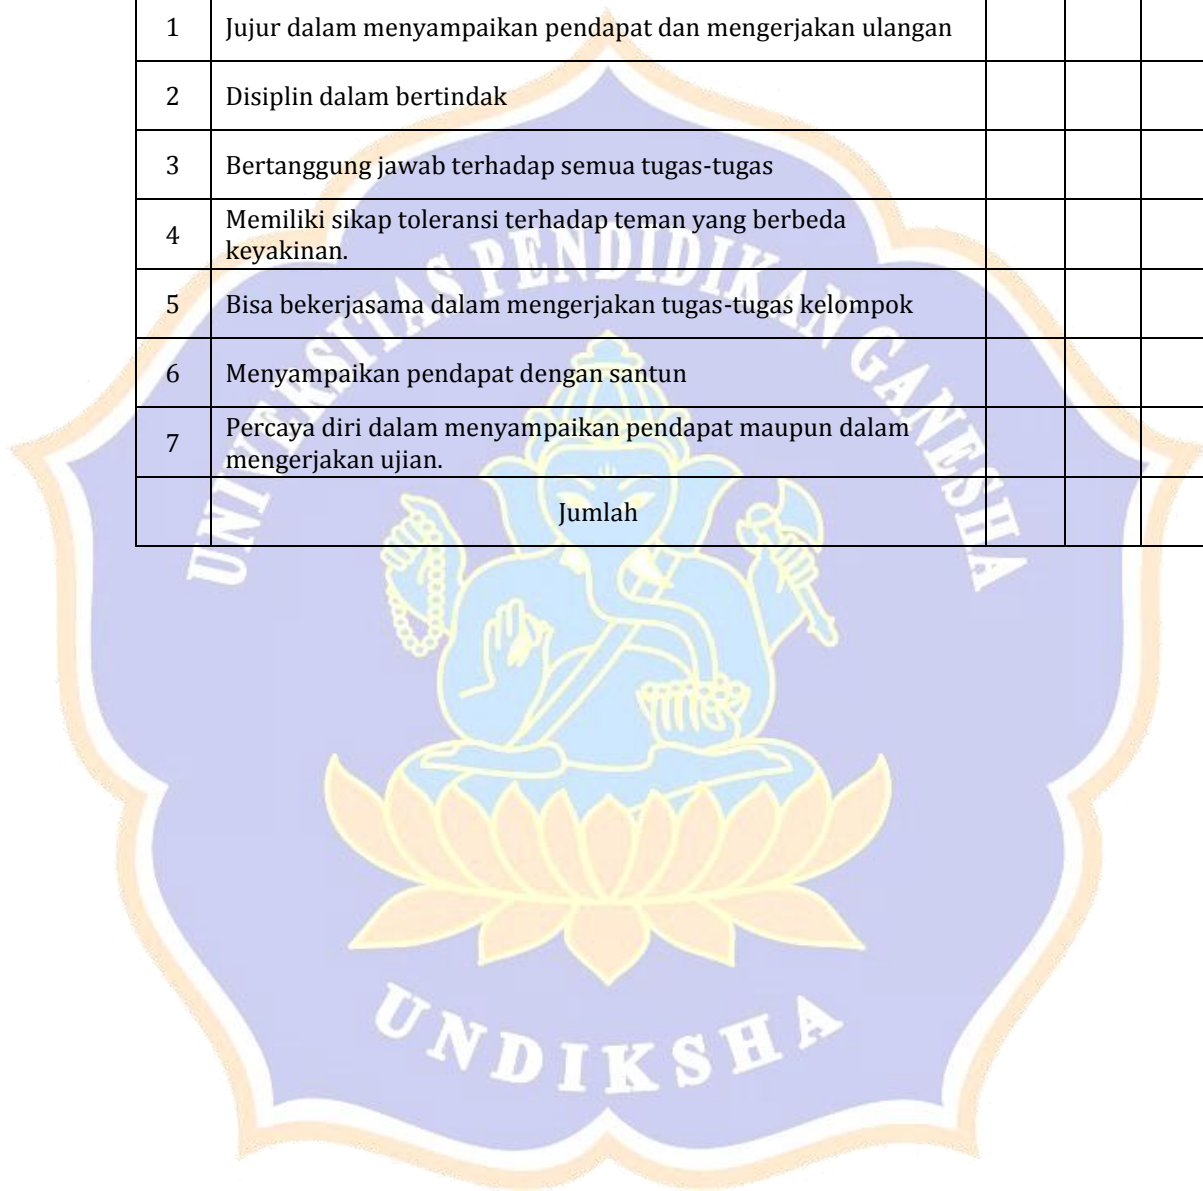 1 Jujur dalam menyampaikan pendapat dan mengerjakan ulangan
2 Disiplin dalam bertindak
3 Bertanggung jawab terhadap semua tugas-tugas
4 Memiliki sikap toleransi terhadap teman yang berbeda
keyakinan.
5 Bisa bekerjasama dalam mengerjakan tugas-tugas kelompok
6 Menyampaikan pendapat dengan santun
7 Percaya diri dalam menyampaikan pendapat maupun dalam
mengerjakan ujian.
Jumlah
UNIVERSITAS PENDIDIKAN GANESHA
UNDIKSHA